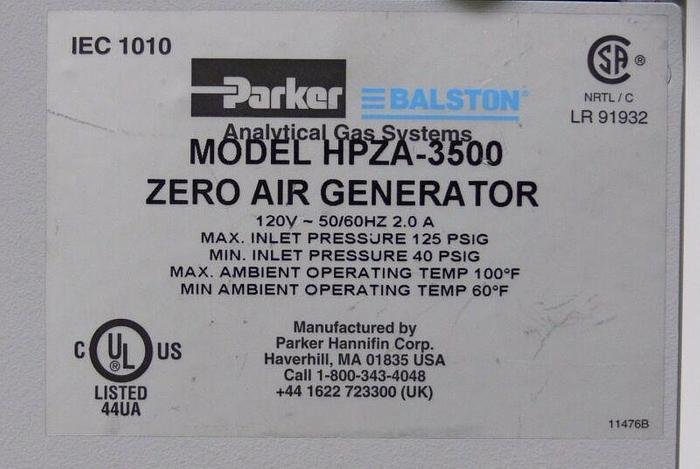 IEC 1010
Parker BALSTON®
Analytical Gas Systems
SA ®
NRTL / C
LR 91932
MODEL HPZA-3500
ZERO AIR GENERATOR
120V ~ 50/60HZ 2.0 A
MAX. INLET PRESSURE 125 PSIG
MIN. INLET PRESSURE 40 PSIG
MAX. AMBIENT OPERATING TEMP 100°F
MIN AMBIENT OPERATING TEMP 60°F
C UL ® US
LISTED
44UA
Manufactured by
Parker Hannifin Corp.
Haverhill, MA 01835 USA
Call 1-800-343-4048
+44 1622 723300 (UK)
11476B